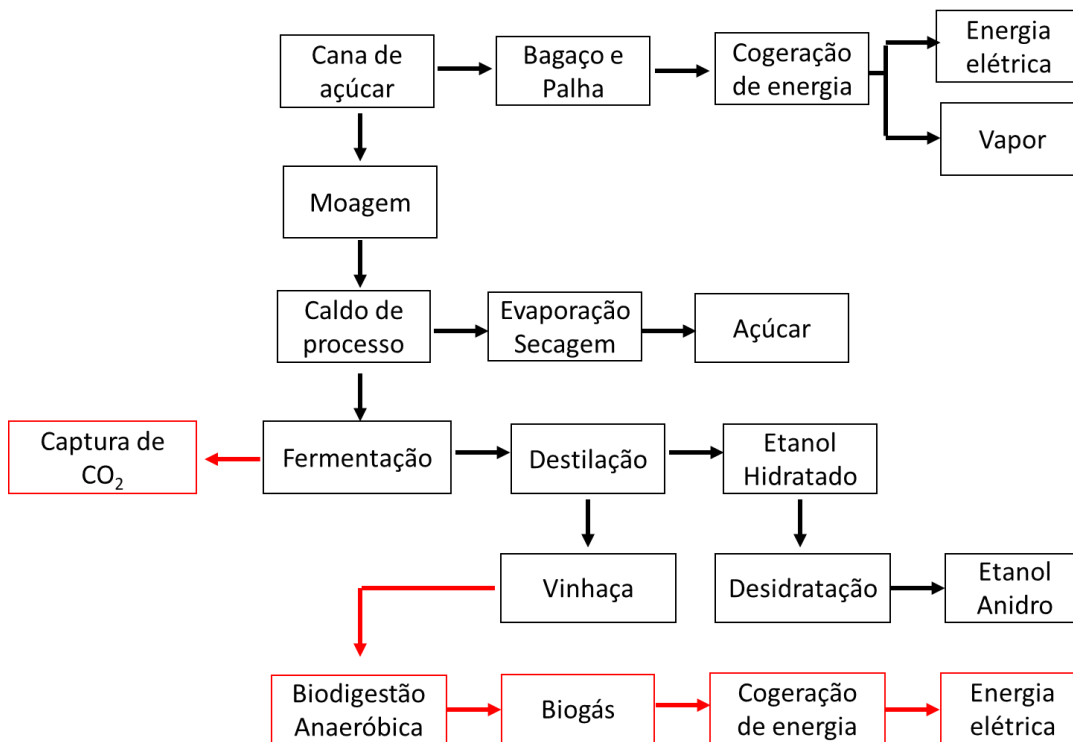 Cana de
açúcar
Bagaço e
Palha
Cogeração
de energia
Energia
elétrica
Vapor
Moagem
Caldo de
processo
Evaporação
Secagem
Açúcar
Captura de
CO₂
Fermentação
Destilação
Etanol
Hidratado
Vinhaça
Desidratação
Etanol
Anidro
Biodigestão
Anaeróbica
Biogás
Cogeração
de energia
Energia
elétrica